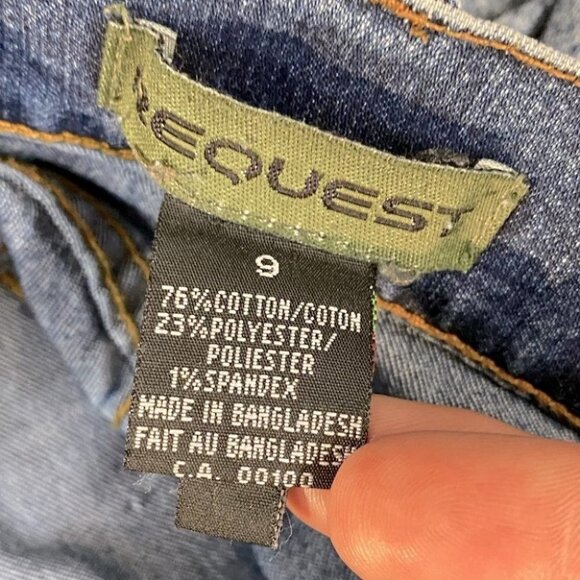 REQUEST
9
76%COTTON/COTON
23%POLYESTER/
POLIESTER
1%SPANDEX
MADE IN BANGLADESH
FAIT AU BANGLADESH
C.A. 00100